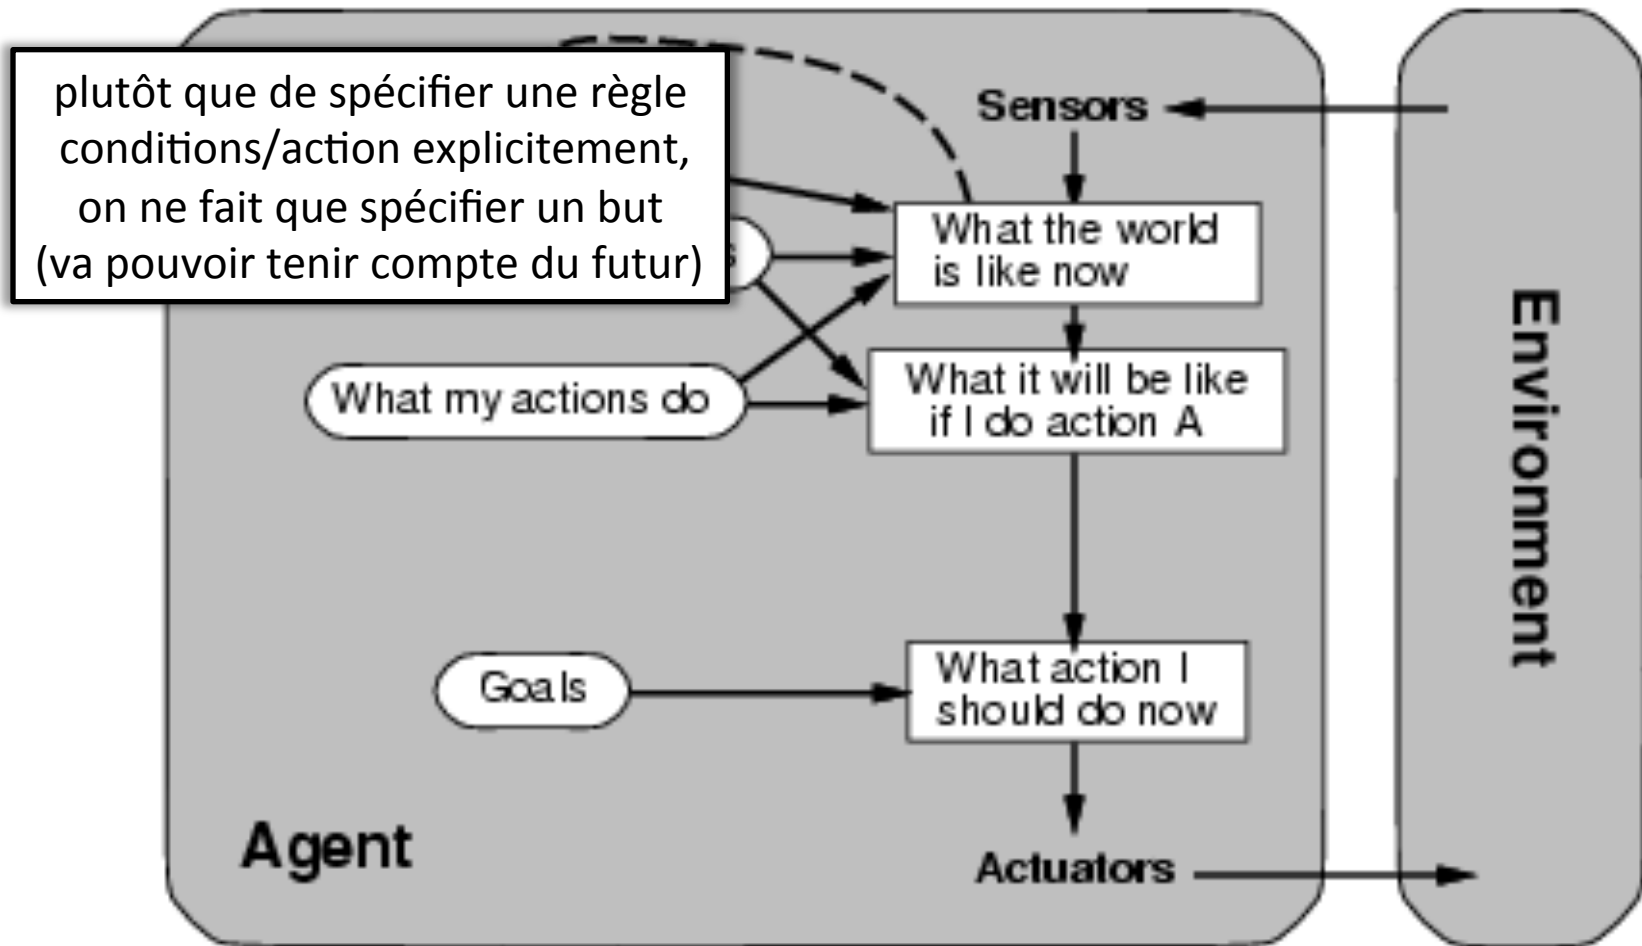 plutôt que de spécifier une règle
conditions/action explicitement,
on ne fait que spécifier un but
(va pouvoir tenir compte du futur)
Sensors
What the world
is like now
What my actions do
What it will be like
if I do action A
Goals
What action I
should do now
Agent
Actuators
Environment